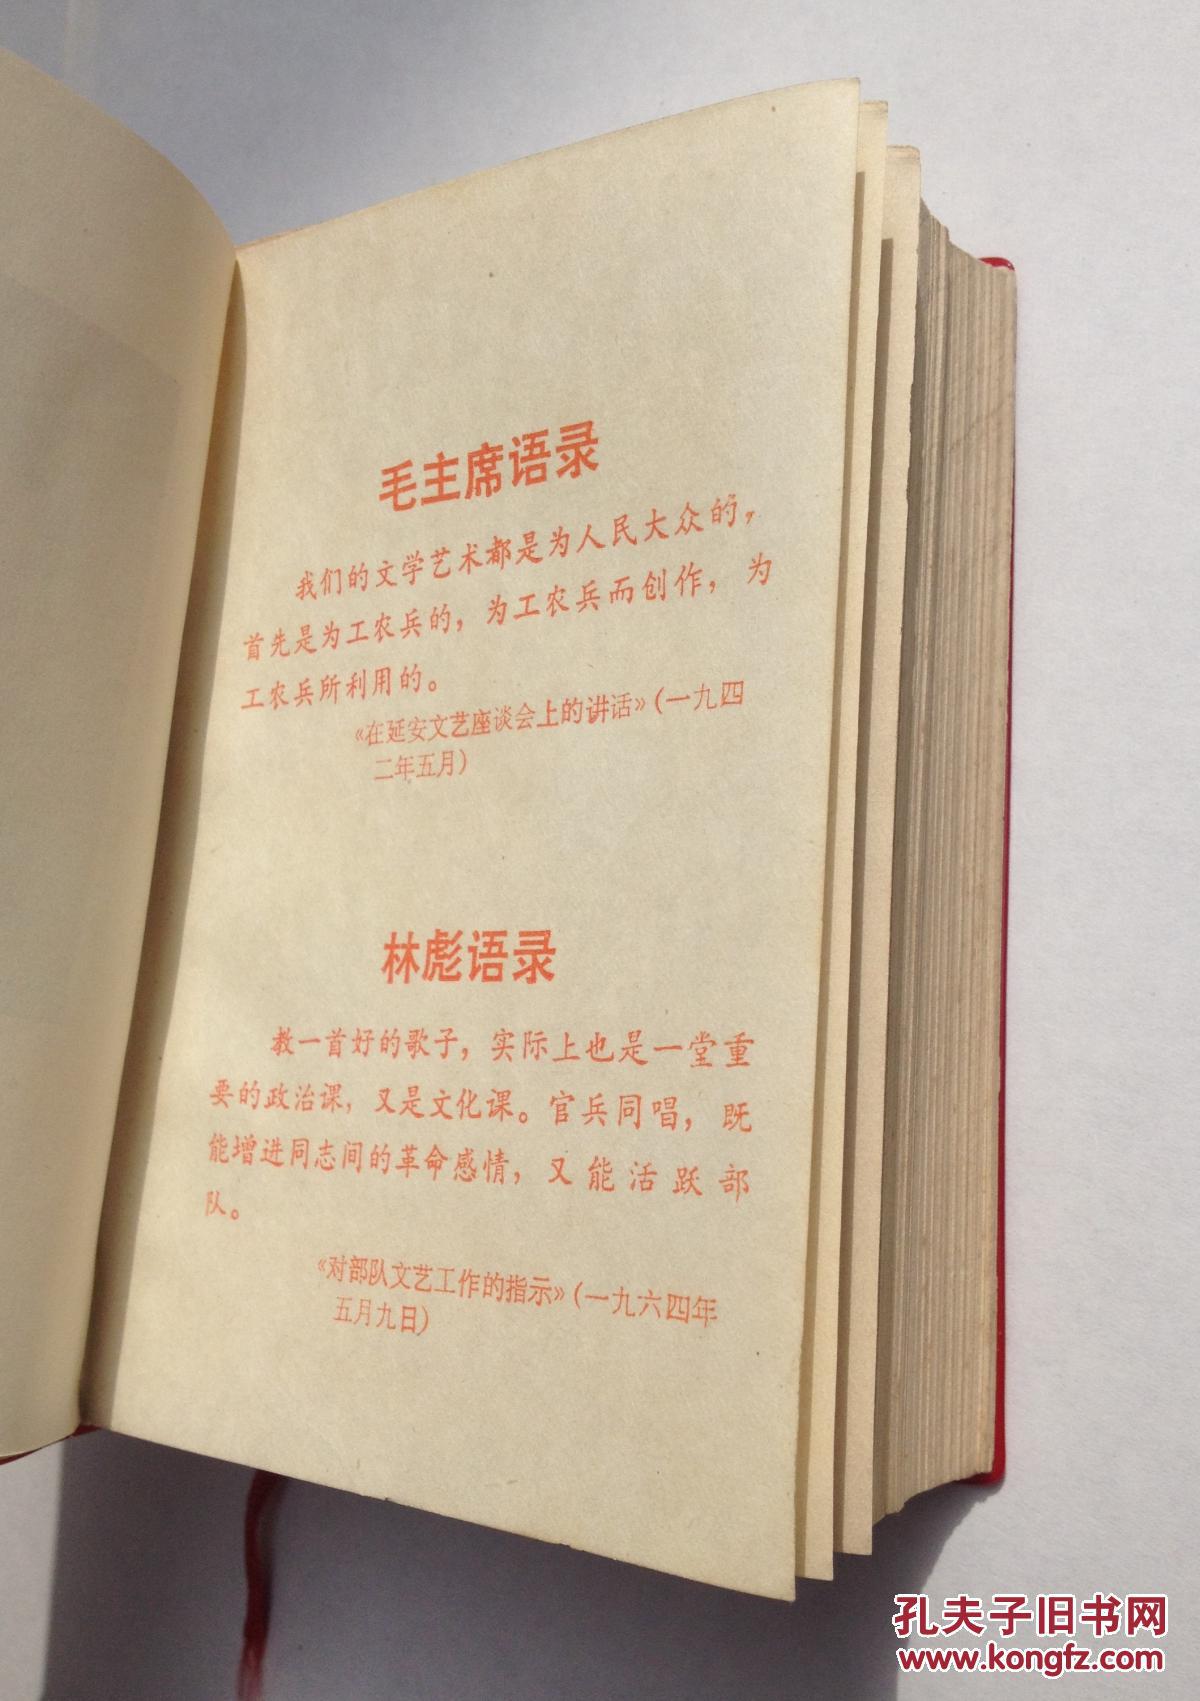 毛主席语录
我们的文学艺术都是为人民大众的，
首先是为工农兵的，为工农兵而创作，为
工农兵所利用的。
《在延安文艺座谈会上的讲话》（一九四
二年五月）
林彪语录
教一首好的歌子，实际上也是一堂重
要的政治课，又是文化课。官兵同唱，既
能增进同志间的革命感情，又能活跃部
队。
《对部队文艺工作的指示》（一九六四年
五月九日）
孔夫子旧书网
www.kongfz.com